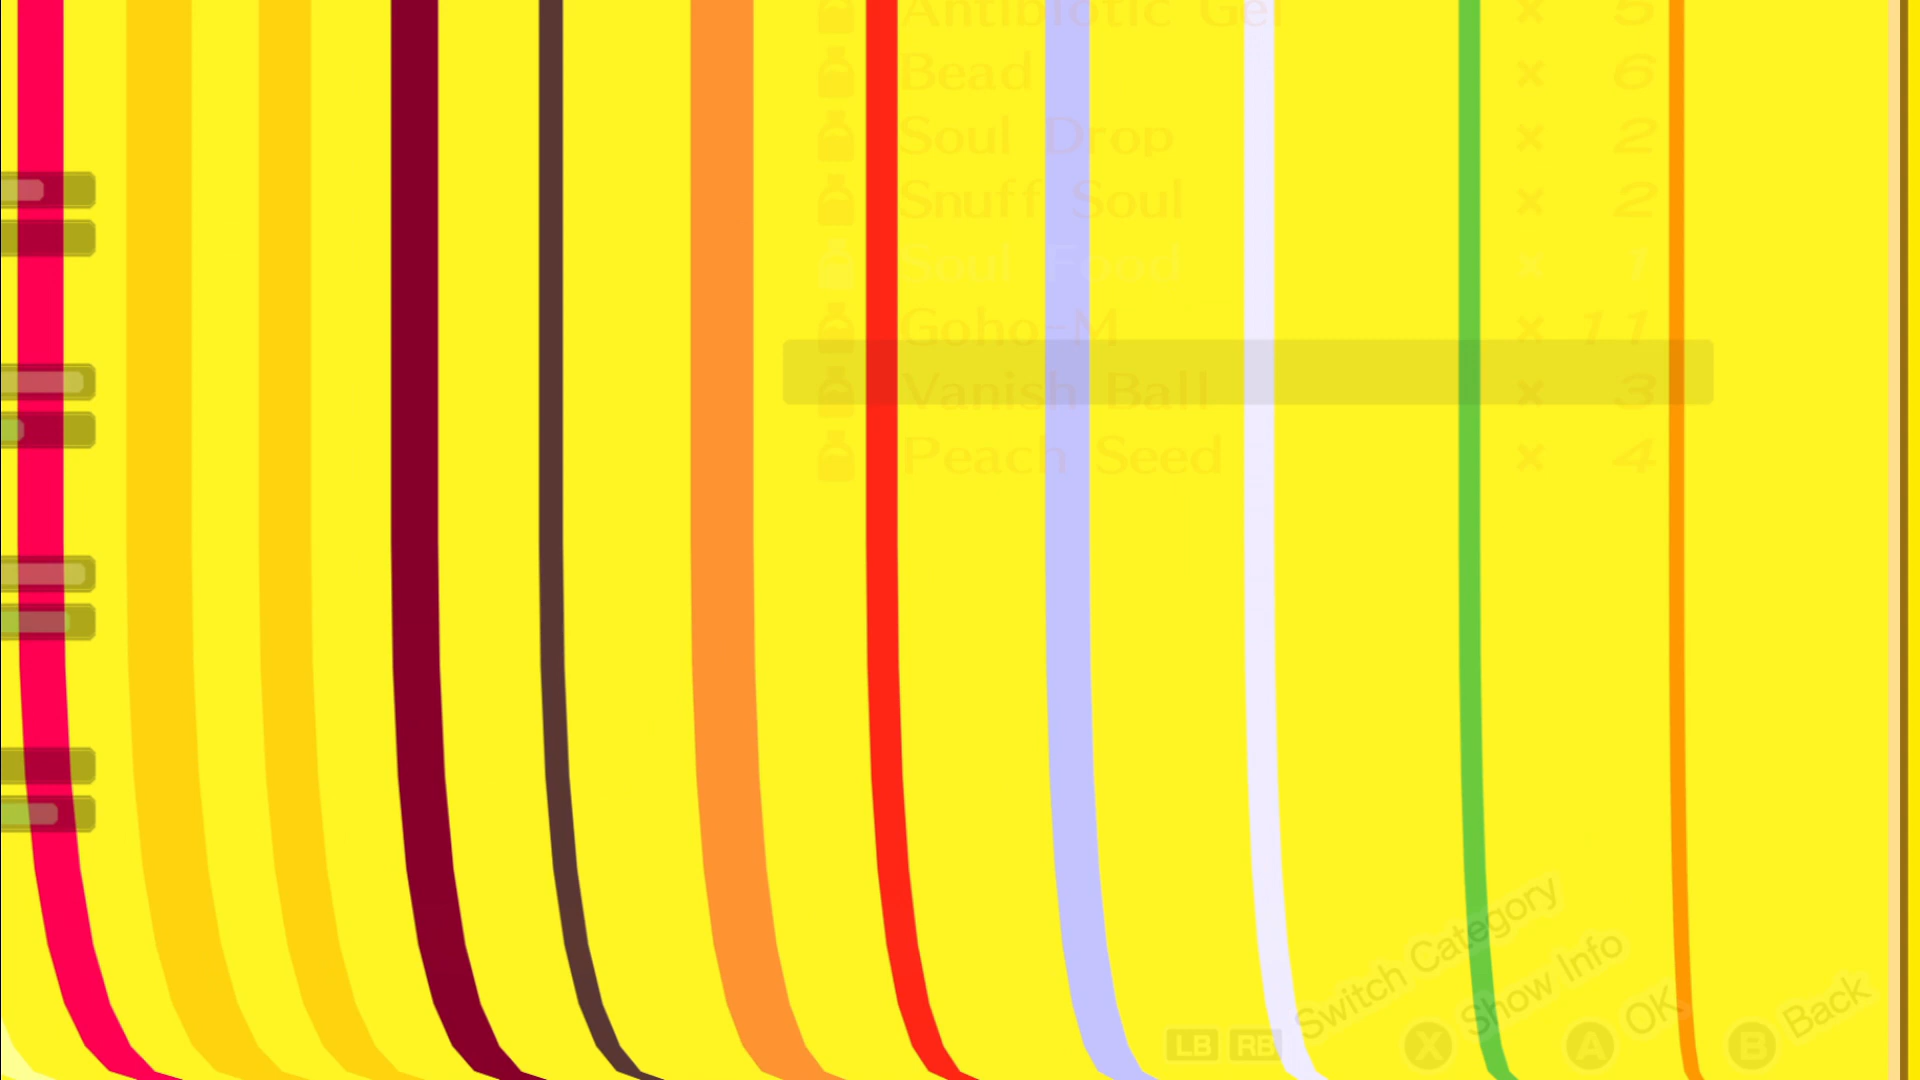 Antibiotic Gel × 5
Bead × 6
Soul Drop × 2
Snuff Soul × 2
Soul Food × 1
Goho-M × 11
Vanish Ball × 3
Peach Seed × 4
LB RB Switch Category
X Show Info
A OK
B Back